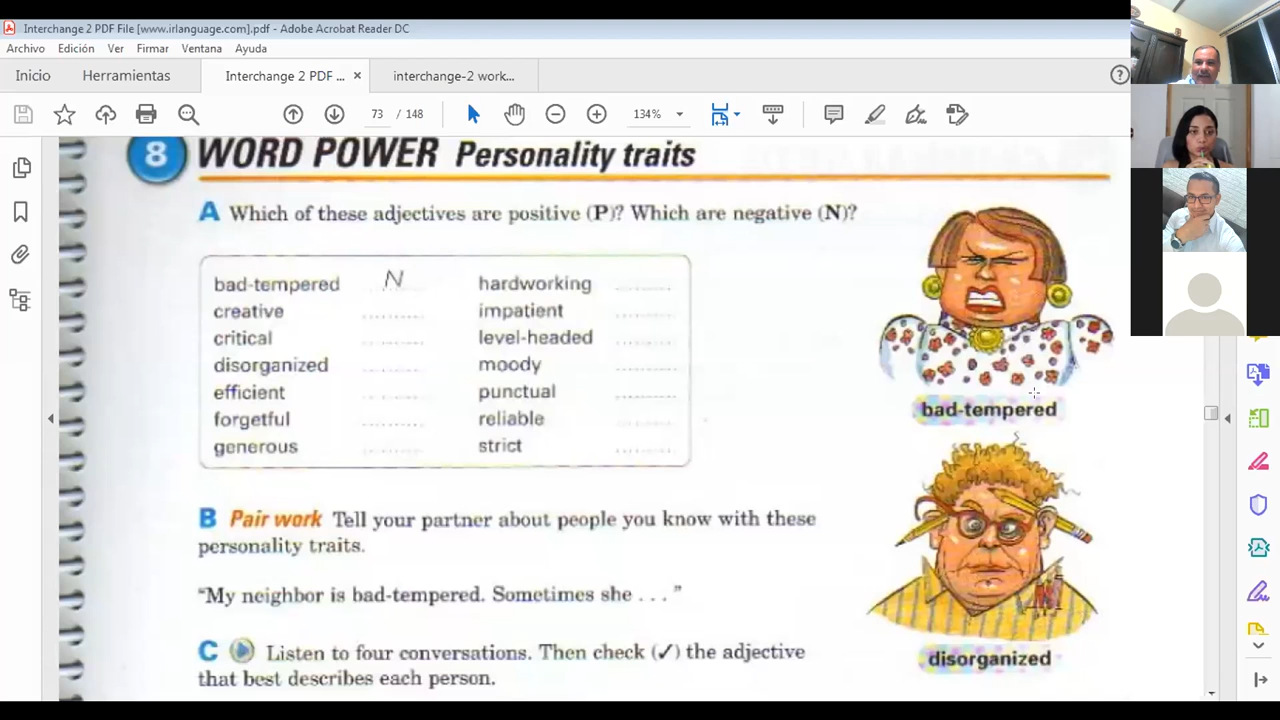 Interchange 2 PDF File [www.irlanguage.com].pdf - Adobe Acrobat Reader DC
Archivo Edición Ver Firmar Ventana Ayuda
Inicio Herramientas Interchange 2 PDF ... × interchange-2 work...
73 / 148 134%
8 WORD POWER Personality traits
A Which of these adjectives are positive (P)? Which are negative (N)?
bad-tempered N hardworking
creative impatient
critical level-headed
disorganized moody
efficient punctual
forgetful reliable
generous strict
bad-tempered
B Pair work Tell your partner about people you know with these
personality traits.
"My neighbor is bad-tempered. Sometimes she . . . "
C Listen to four conversations. Then check (✓) the adjective
that best describes each person.
disorganized